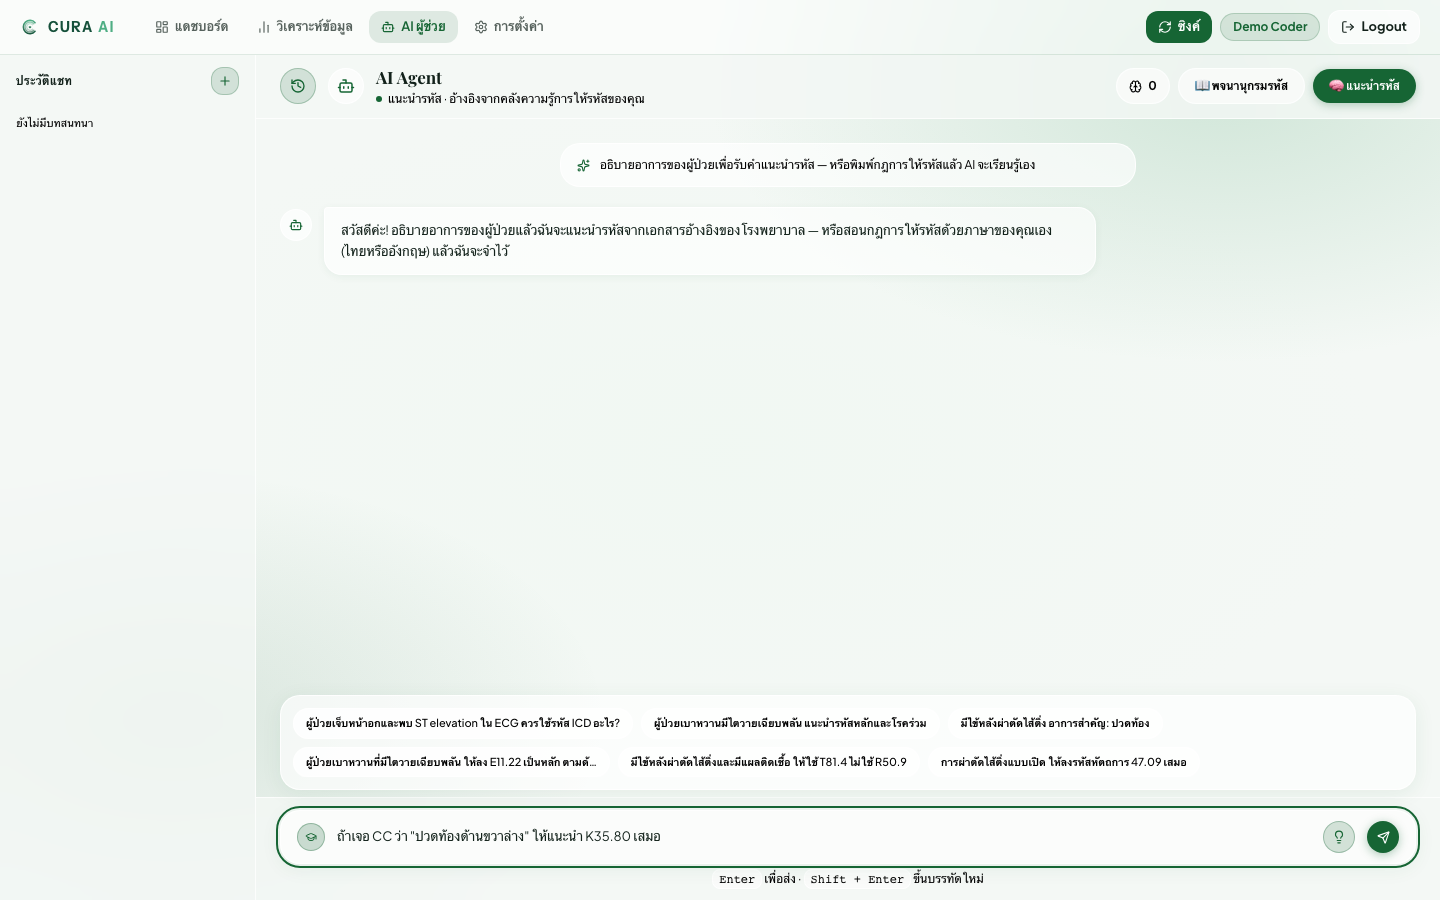 CURA AI
แดชบอร์ด
วิเคราะห์ข้อมูล
AI ผู้ช่วย
การตั้งค่า
ซิงค์
Demo Coder
Logout
ประวัติแชท
ยังไม่มีบทสนทนา
AI Agent
แนะนำรหัส · อ้างอิงจากคลังความรู้การให้รหัสของคุณ
0
📖 พจนานุกรมรหัส
🧠 แนะนำรหัส
อธิบายอาการของผู้ป่วยเพื่อรับคำแนะนำรหัส — หรือพิมพ์กฎการให้รหัสแล้ว AI จะเรียนรู้เอง
สวัสดีค่ะ! อธิบายอาการของผู้ป่วยแล้วฉันจะแนะนำรหัสจากเอกสารอ้างอิงของโรงพยาบาล — หรือสอนกฎการให้รหัสด้วยภาษาของคุณเอง
(ไทยหรืออังกฤษ) แล้วฉันจะจำไว้
ผู้ป่วยเจ็บหน้าอกและพบ ST elevation ใน ECG ควรใช้รหัส ICD อะไร?
ผู้ป่วยเบาหวานมีไตวายเฉียบพลัน แนะนำรหัสหลักและโรคร่วม
มีไข้หลังผ่าตัดไส้ติ่ง อาการสำคัญ: ปวดท้อง
ผู้ป่วยเบาหวานที่มีไตวายเฉียบพลัน ให้ลง E11.22 เป็นหลัก ตามด้...
มีไข้หลังผ่าตัดไส้ติ่งและมีแผลติดเชื้อ ให้ใช้ T81.4 ไม่ใช่ R50.9
การผ่าตัดไส้ติ่งแบบเปิด ให้ลงรหัสหัตถการ 47.09 เสมอ
ถ้าเจอ CC ว่า "ปวดท้องด้านขวาล่าง" ให้แนะนำ K35.80 เสมอ
Enter เพื่อส่ง · Shift + Enter ขึ้นบรรทัดใหม่